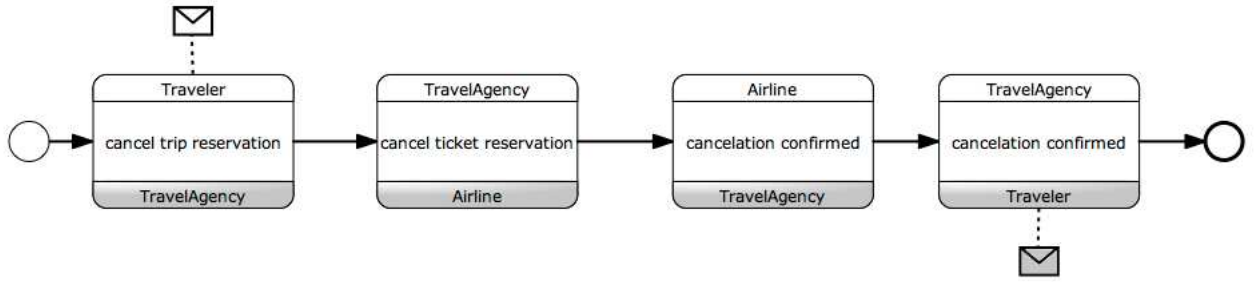 Traveler
cancel trip reservation
TravelAgency
TravelAgency
cancel ticket reservation
Airline
Airline
cancelation confirmed
TravelAgency
TravelAgency
cancelation confirmed
Traveler